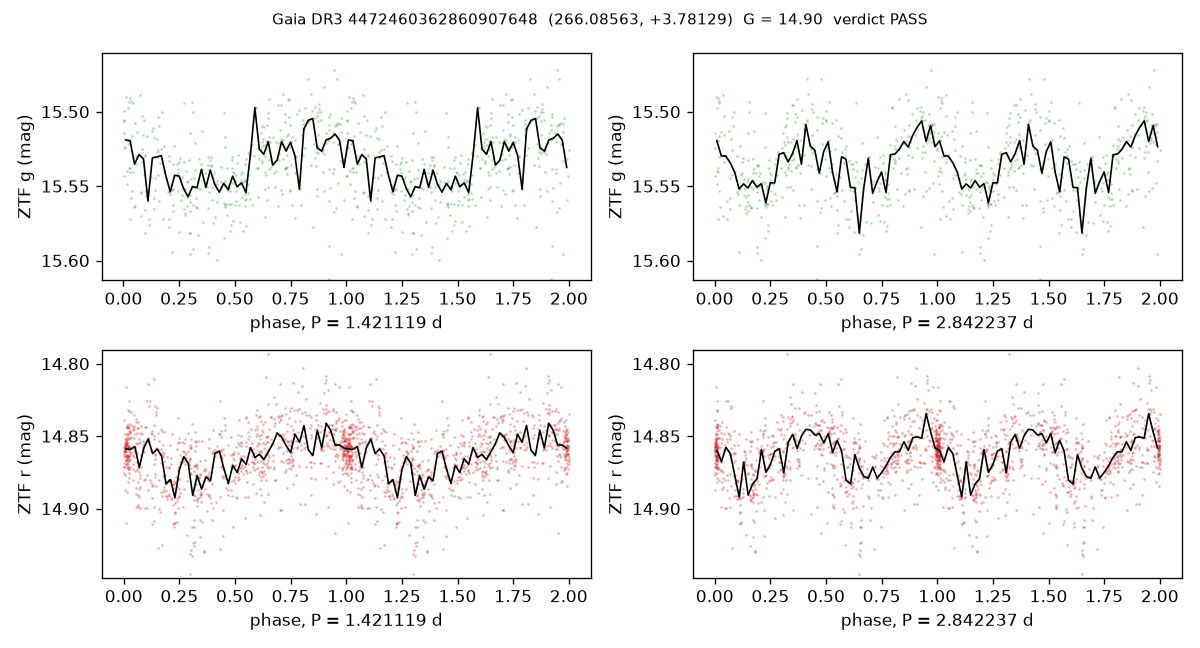 Gaia DR3 4472460362860907648  (266.08563, +3.78129)  G = 14.90  verdict PASS
ZTF g (mag)
15.50
15.55
15.60
0.00 0.25 0.50 0.75 1.00 1.25 1.50 1.75 2.00
phase, P = 1.421119 d
ZTF g (mag)
15.50
15.55
15.60
0.00 0.25 0.50 0.75 1.00 1.25 1.50 1.75 2.00
phase, P = 2.842237 d
ZTF r (mag)
14.80
14.85
14.90
0.00 0.25 0.50 0.75 1.00 1.25 1.50 1.75 2.00
phase, P = 1.421119 d
ZTF r (mag)
14.80
14.85
14.90
0.00 0.25 0.50 0.75 1.00 1.25 1.50 1.75 2.00
phase, P = 2.842237 d